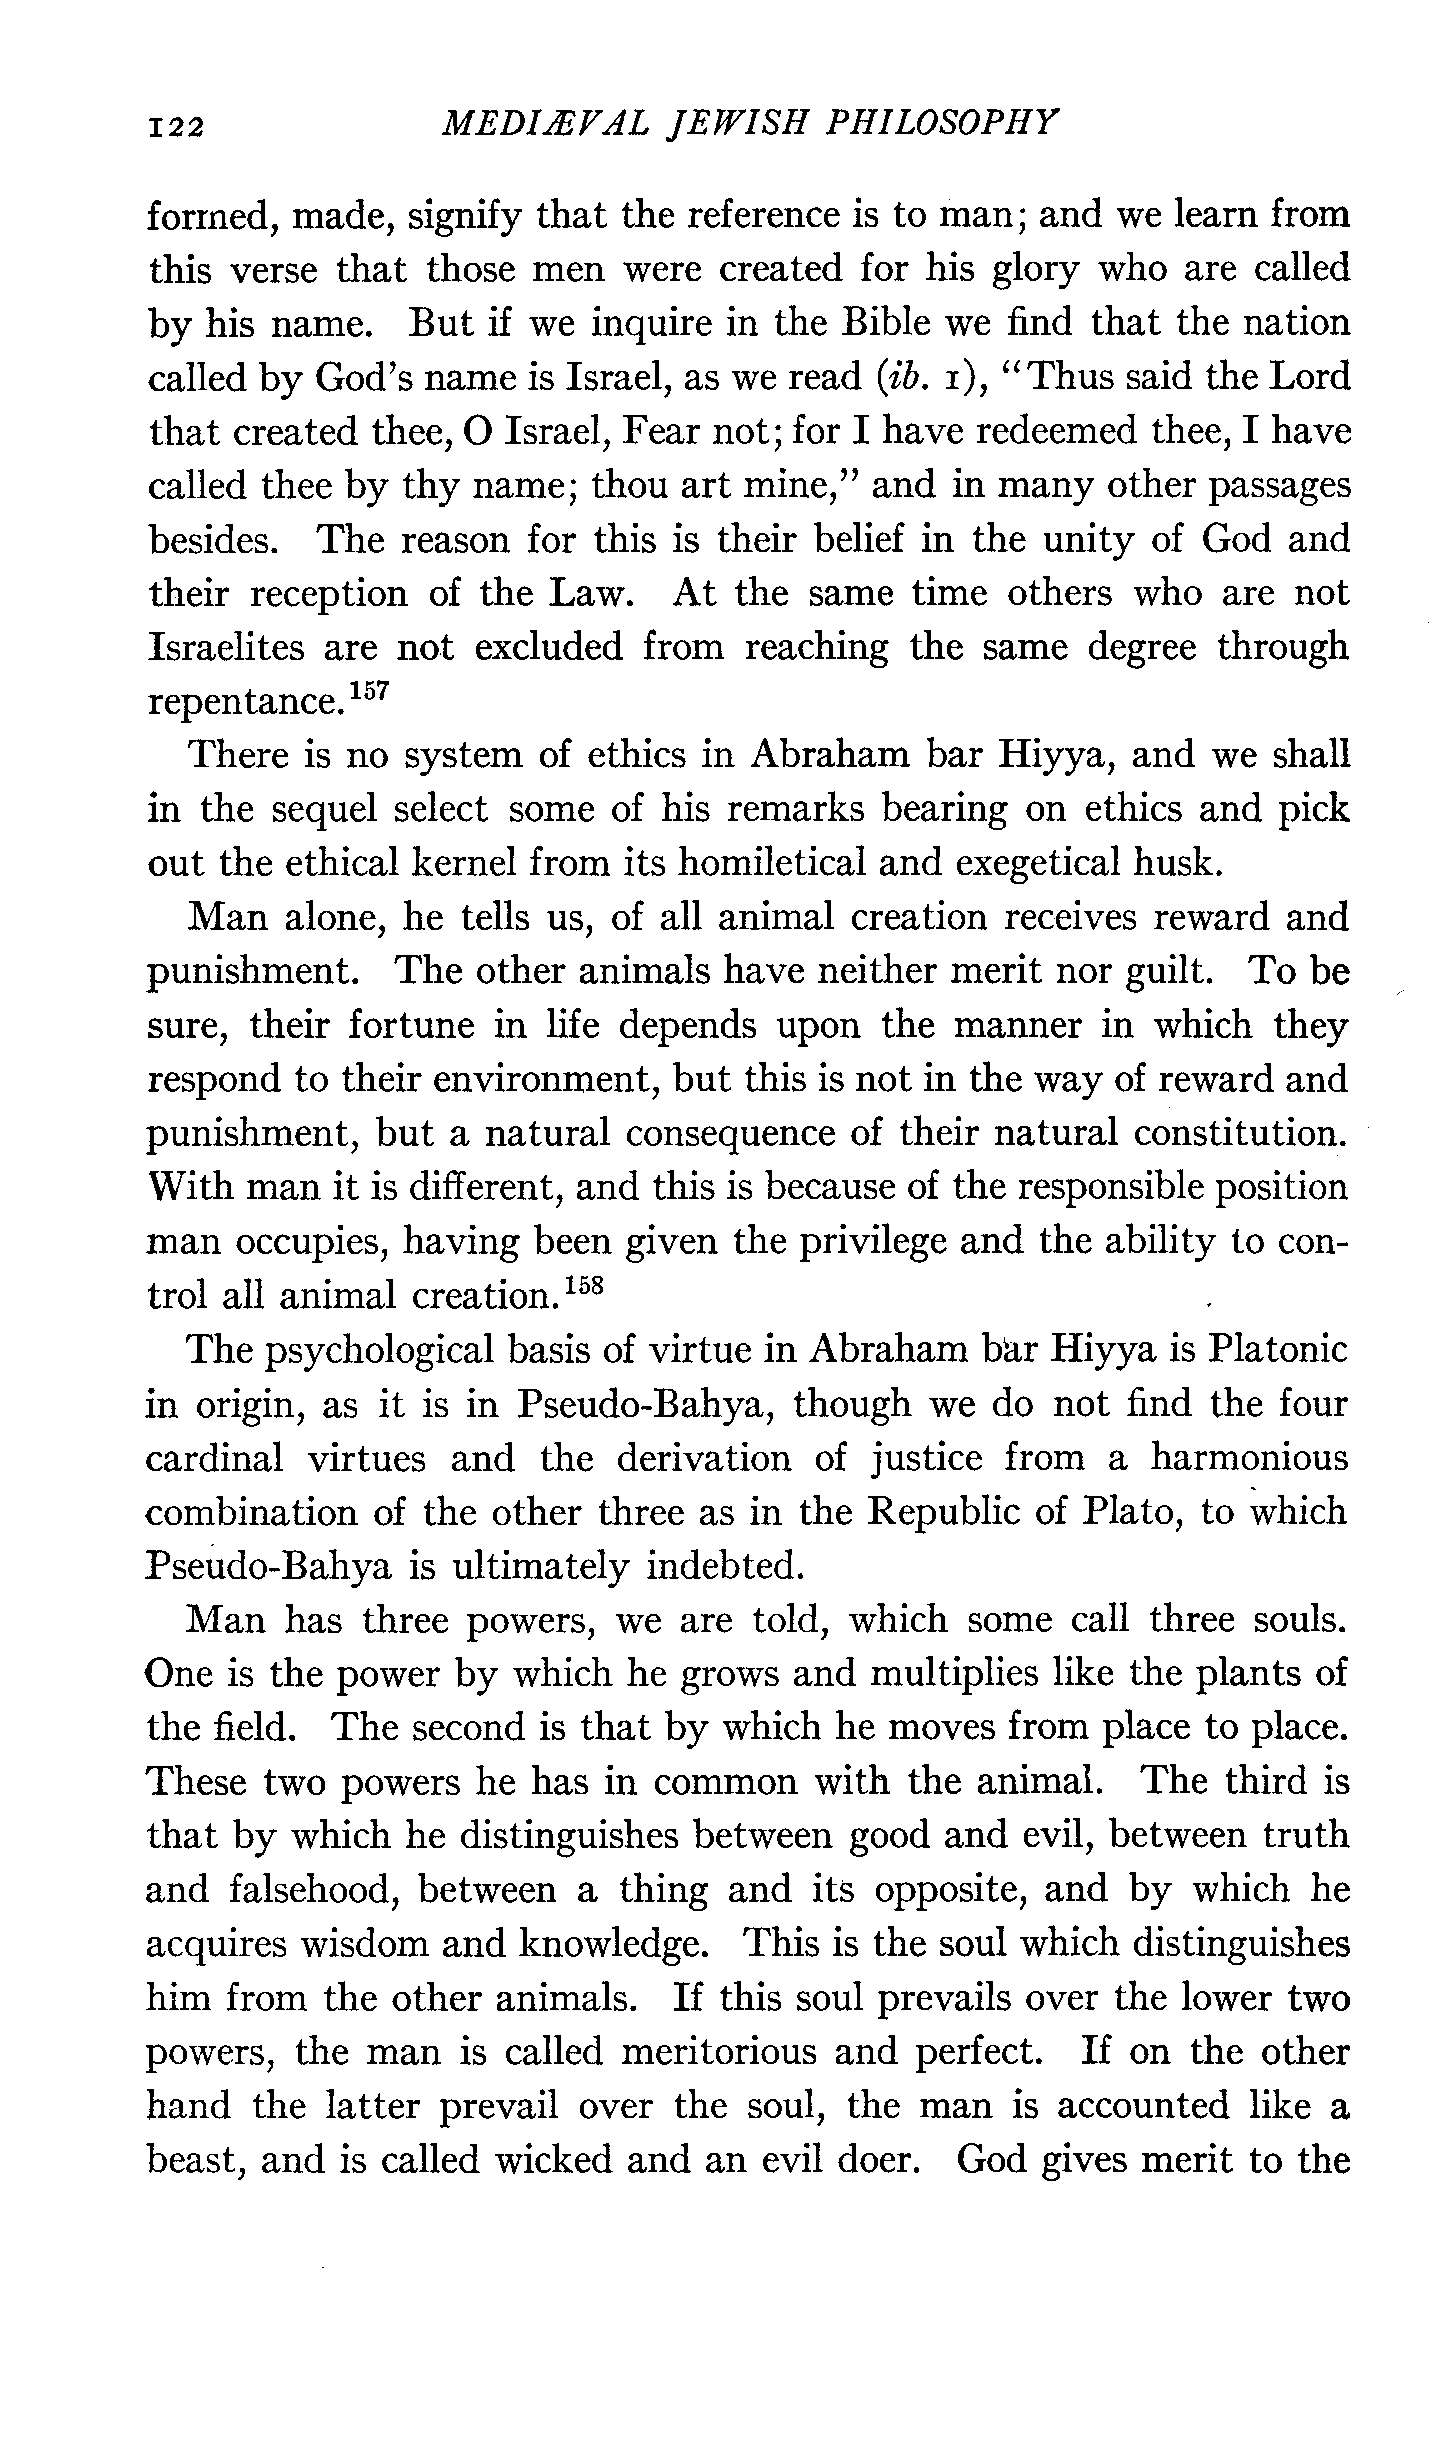 122 MEDIÆVAL JEWISH PHILOSOPHY
formed, made, signify that the reference is to man; and we learn from
this verse that those men were created for his glory who are called
by his name. But if we inquire in the Bible we find that the nation
called by God's name is Israel, as we read (ib. 1), "Thus said the Lord
that created thee, O Israel, Fear not; for I have redeemed thee, I have
called thee by thy name; thou art mine," and in many other passages
besides. The reason for this is their belief in the unity of God and
their reception of the Law. At the same time others who are not
Israelites are not excluded from reaching the same degree through
repentance.157
There is no system of ethics in Abraham bar Hiyya, and we shall
in the sequel select some of his remarks bearing on ethics and pick
out the ethical kernel from its homiletical and exegetical husk.
Man alone, he tells us, of all animal creation receives reward and
punishment. The other animals have neither merit nor guilt. To be
sure, their fortune in life depends upon the manner in which they
respond to their environment, but this is not in the way of reward and
punishment, but a natural consequence of their natural constitution.
With man it is different, and this is because of the responsible position
man occupies, having been given the privilege and the ability to con-
trol all animal creation.158
The psychological basis of virtue in Abraham bar Hiyya is Platonic
in origin, as it is in Pseudo-Bahya, though we do not find the four
cardinal virtues and the derivation of justice from a harmonious
combination of the other three as in the Republic of Plato, to which
Pseudo-Bahya is ultimately indebted.
Man has three powers, we are told, which some call three souls.
One is the power by which he grows and multiplies like the plants of
the field. The second is that by which he moves from place to place.
These two powers he has in common with the animal. The third is
that by which he distinguishes between good and evil, between truth
and falsehood, between a thing and its opposite, and by which he
acquires wisdom and knowledge. This is the soul which distinguishes
him from the other animals. If this soul prevails over the lower two
powers, the man is called meritorious and perfect. If on the other
hand the latter prevail over the soul, the man is accounted like a
beast, and is called wicked and an evil doer. God gives merit to the